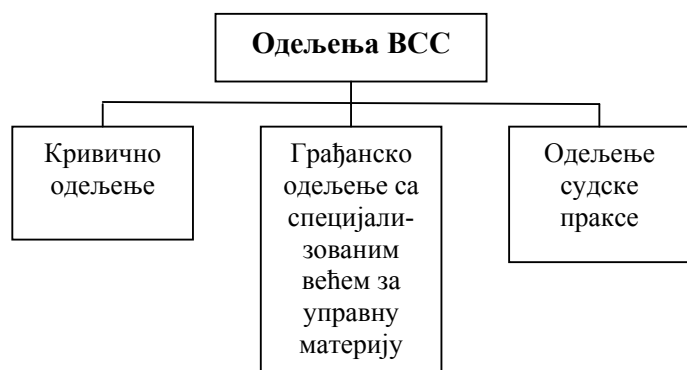 Одељења ВСС
Кривично
одељење
Грађанско
одељење са
специјали-
зованим
већем за
управну
материју
Одељење
судске
праксе